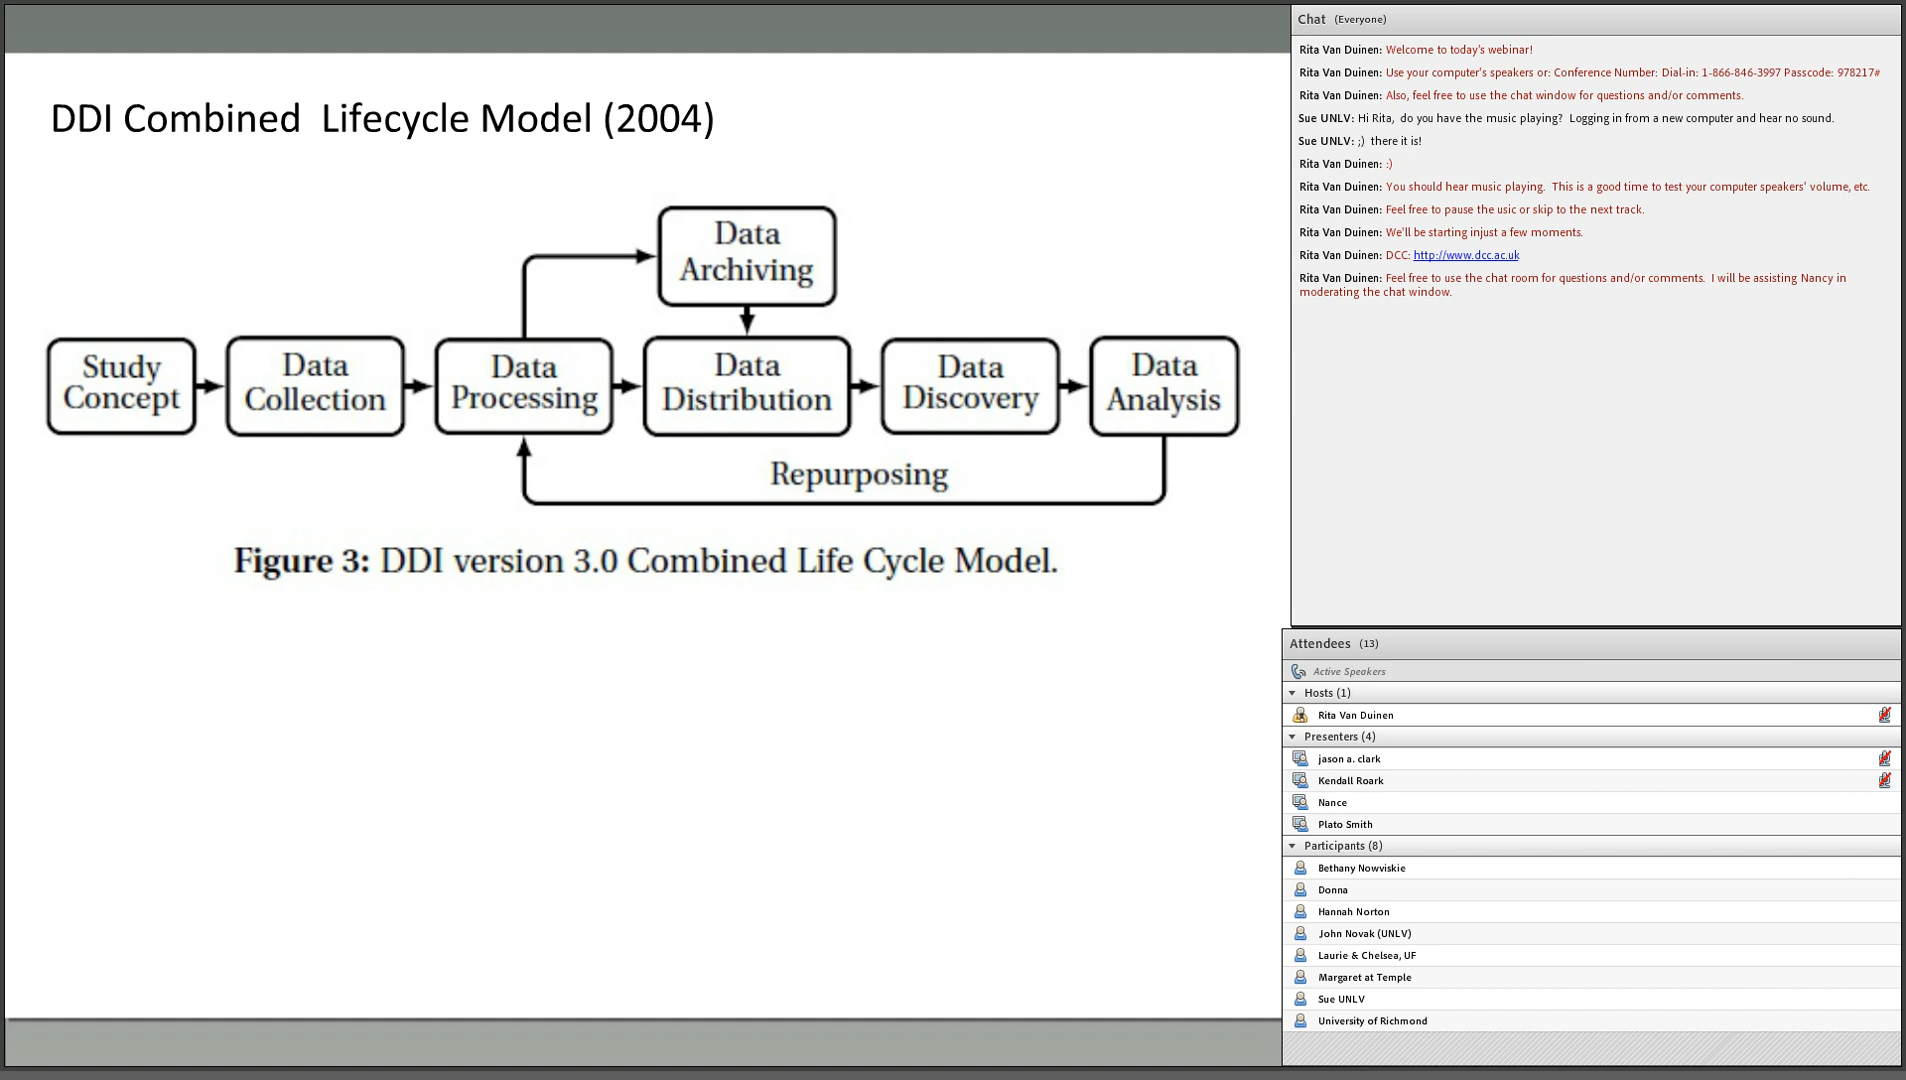 DDI Combined  Lifecycle Model (2004)
Data
Archiving
Study
Concept
Data
Collection
Data
Processing
Data
Distribution
Data
Discovery
Data
Analysis
Repurposing
Figure 3: DDI version 3.0 Combined Life Cycle Model.
Chat (Everyone)
Rita Van Duinen: Welcome to today's webinar!
Rita Van Duinen: Use your computer's speakers or: Conference Number: Dial-in: 1-866-846-3997 Passcode: 978217#
Rita Van Duinen: Also, feel free to use the chat window for questions and/or comments.
Sue UNLV: Hi Rita,  do you have the music playing?  Logging in from a new computer and hear no sound.
Sue UNLV: ;)  there it is!
Rita Van Duinen: :)
Rita Van Duinen: You should hear music playing.  This is a good time to test your computer speakers' volume, etc.
Rita Van Duinen: Feel free to pause the usic or skip to the next track.
Rita Van Duinen: We'll be starting injust a few moments.
Rita Van Duinen: DCC: http://www.dcc.ac.uk
Rita Van Duinen: Feel free to use the chat room for questions and/or comments.  I will be assisting Nancy in
moderating the chat window.
Attendees (13)
Active Speakers
Hosts (1)
Rita Van Duinen
Presenters (4)
jason a. clark
Kendall Roark
Nance
Plato Smith
Participants (8)
Bethany Nowviskie
Donna
Hannah Norton
John Novak (UNLV)
Laurie & Chelsea, UF
Margaret at Temple
Sue UNLV
University of Richmond